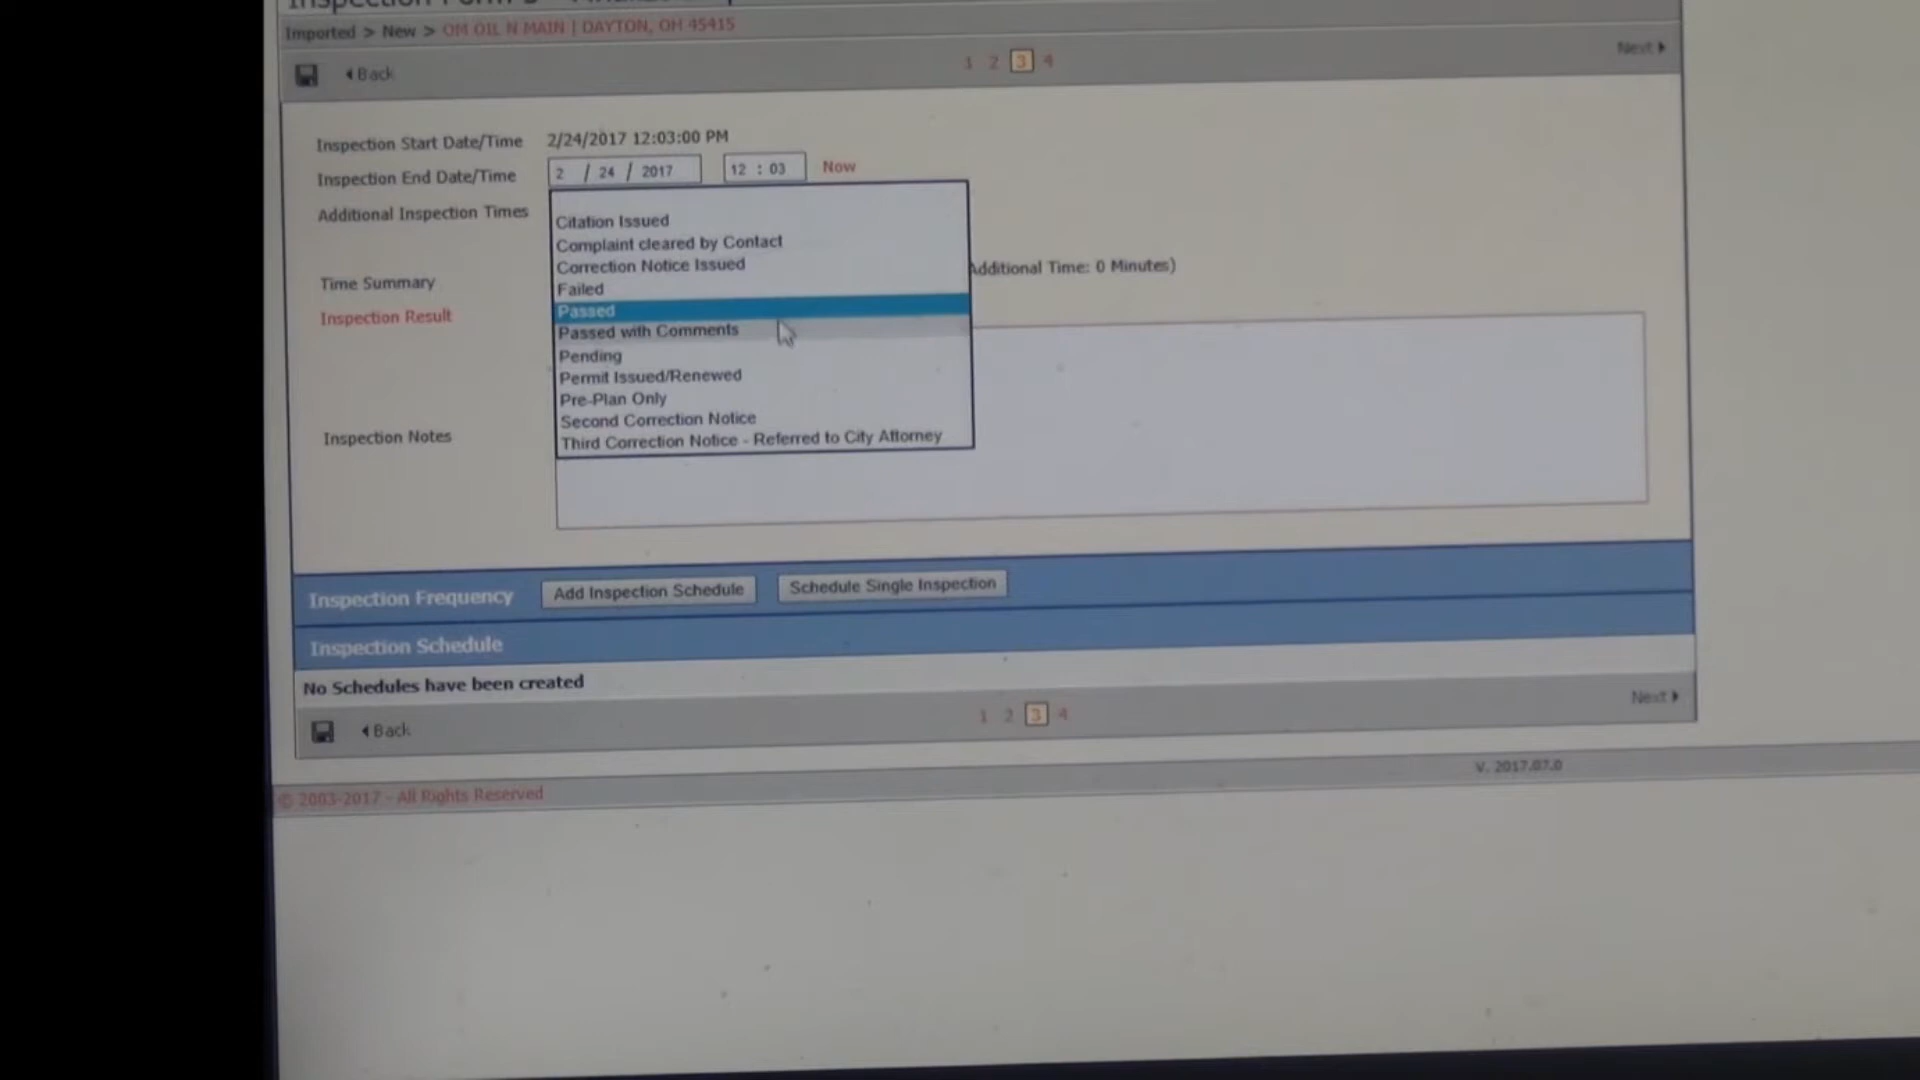 Imported > New > OM OIL N MAIN | DAYTON, OH 45415
Back
1 2 3 4
Next
Inspection Start Date/Time 2/24/2017 12:03:00 PM
Inspection End Date/Time 2 / 24 / 2017 12 : 03 Now
Additional Inspection Times
Citation Issued
Complaint cleared by Contact
Correction Notice Issued
Time Summary
Additional Time: 0 Minutes)
Failed
Inspection Result
Passed
Passed with Comments
Pending
Permit Issued/Renewed
Pre-Plan Only
Second Correction Notice
Third Correction Notice - Referred to City Attorney
Inspection Notes
Inspection Frequency Add Inspection Schedule Schedule Single Inspection
Inspection Schedule
No Schedules have been created
Back
1 2 3 4
Next
V. 2017.07.0
© 2003-2017 - All Rights Reserved